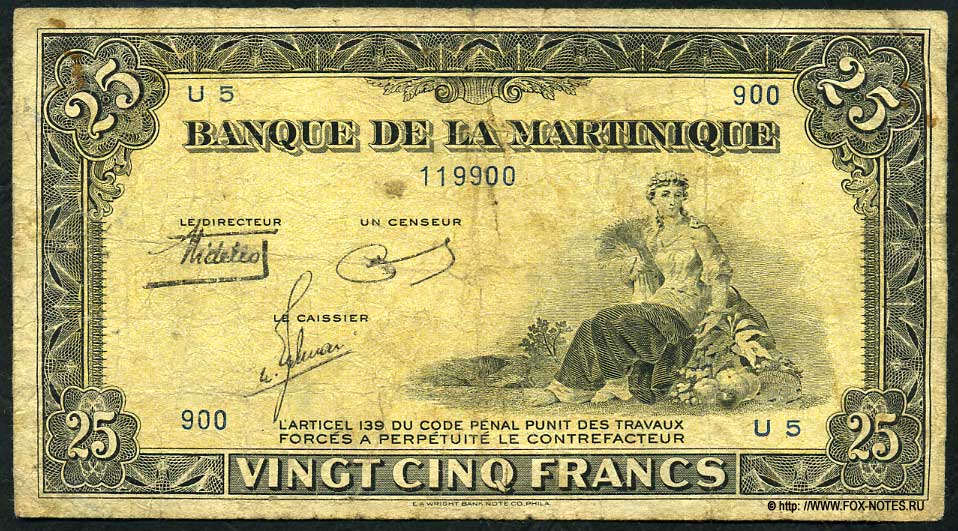 25 25
U 5 900
BANQUE DE LA MARTINIQUE
119900
LE DIRECTEUR UN CENSEUR
LE CAISSIER
900 U 5
L'ARTICEL 139 DU CODE PENAL PUNIT DES TRAVAUX
FORCÉS A PERPÉTUITÉ LE CONTREFACTEUR
25 25
VINGT CINQ FRANCS
E.A. WRIGHT BANK NOTE CO. PHILA.
© http://WWW.FOX-NOTES.RU